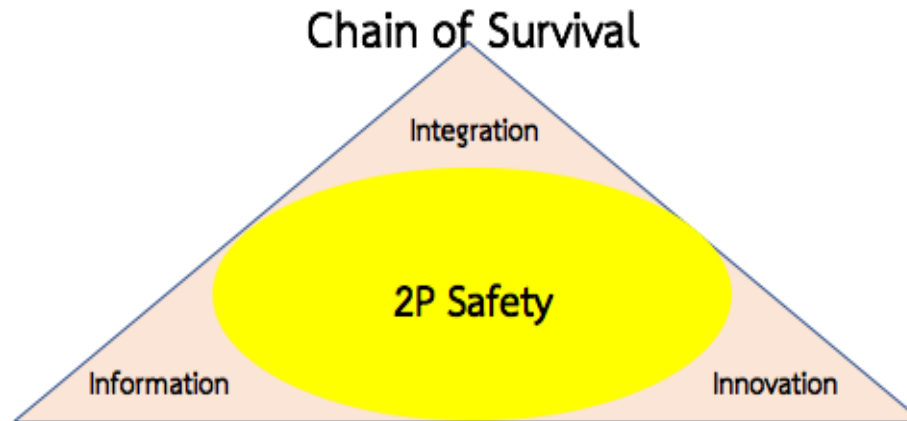 Chain of Survival
Integration
2P Safety
Information
Innovation